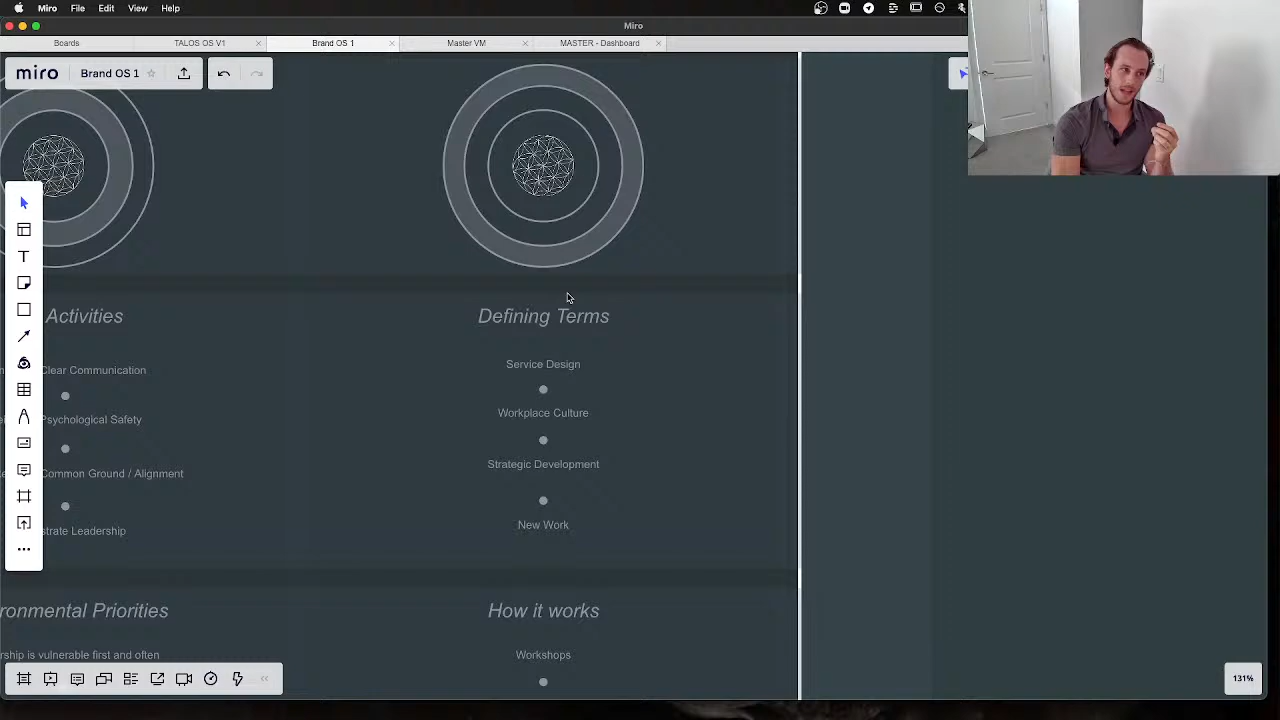 Miro File Edit View Help
Miro
Boards TALOS OS V1 Brand OS 1 Master VM MASTER - Dashboard
miro Brand OS 1
Activities
Defining Terms
Clear Communication
Service Design
Psychological Safety
Workplace Culture
Common Ground / Alignment
Strategic Development
strate Leadership
New Work
ronmental Priorities
How it works
rship is vulnerable first and often
Workshops
131%